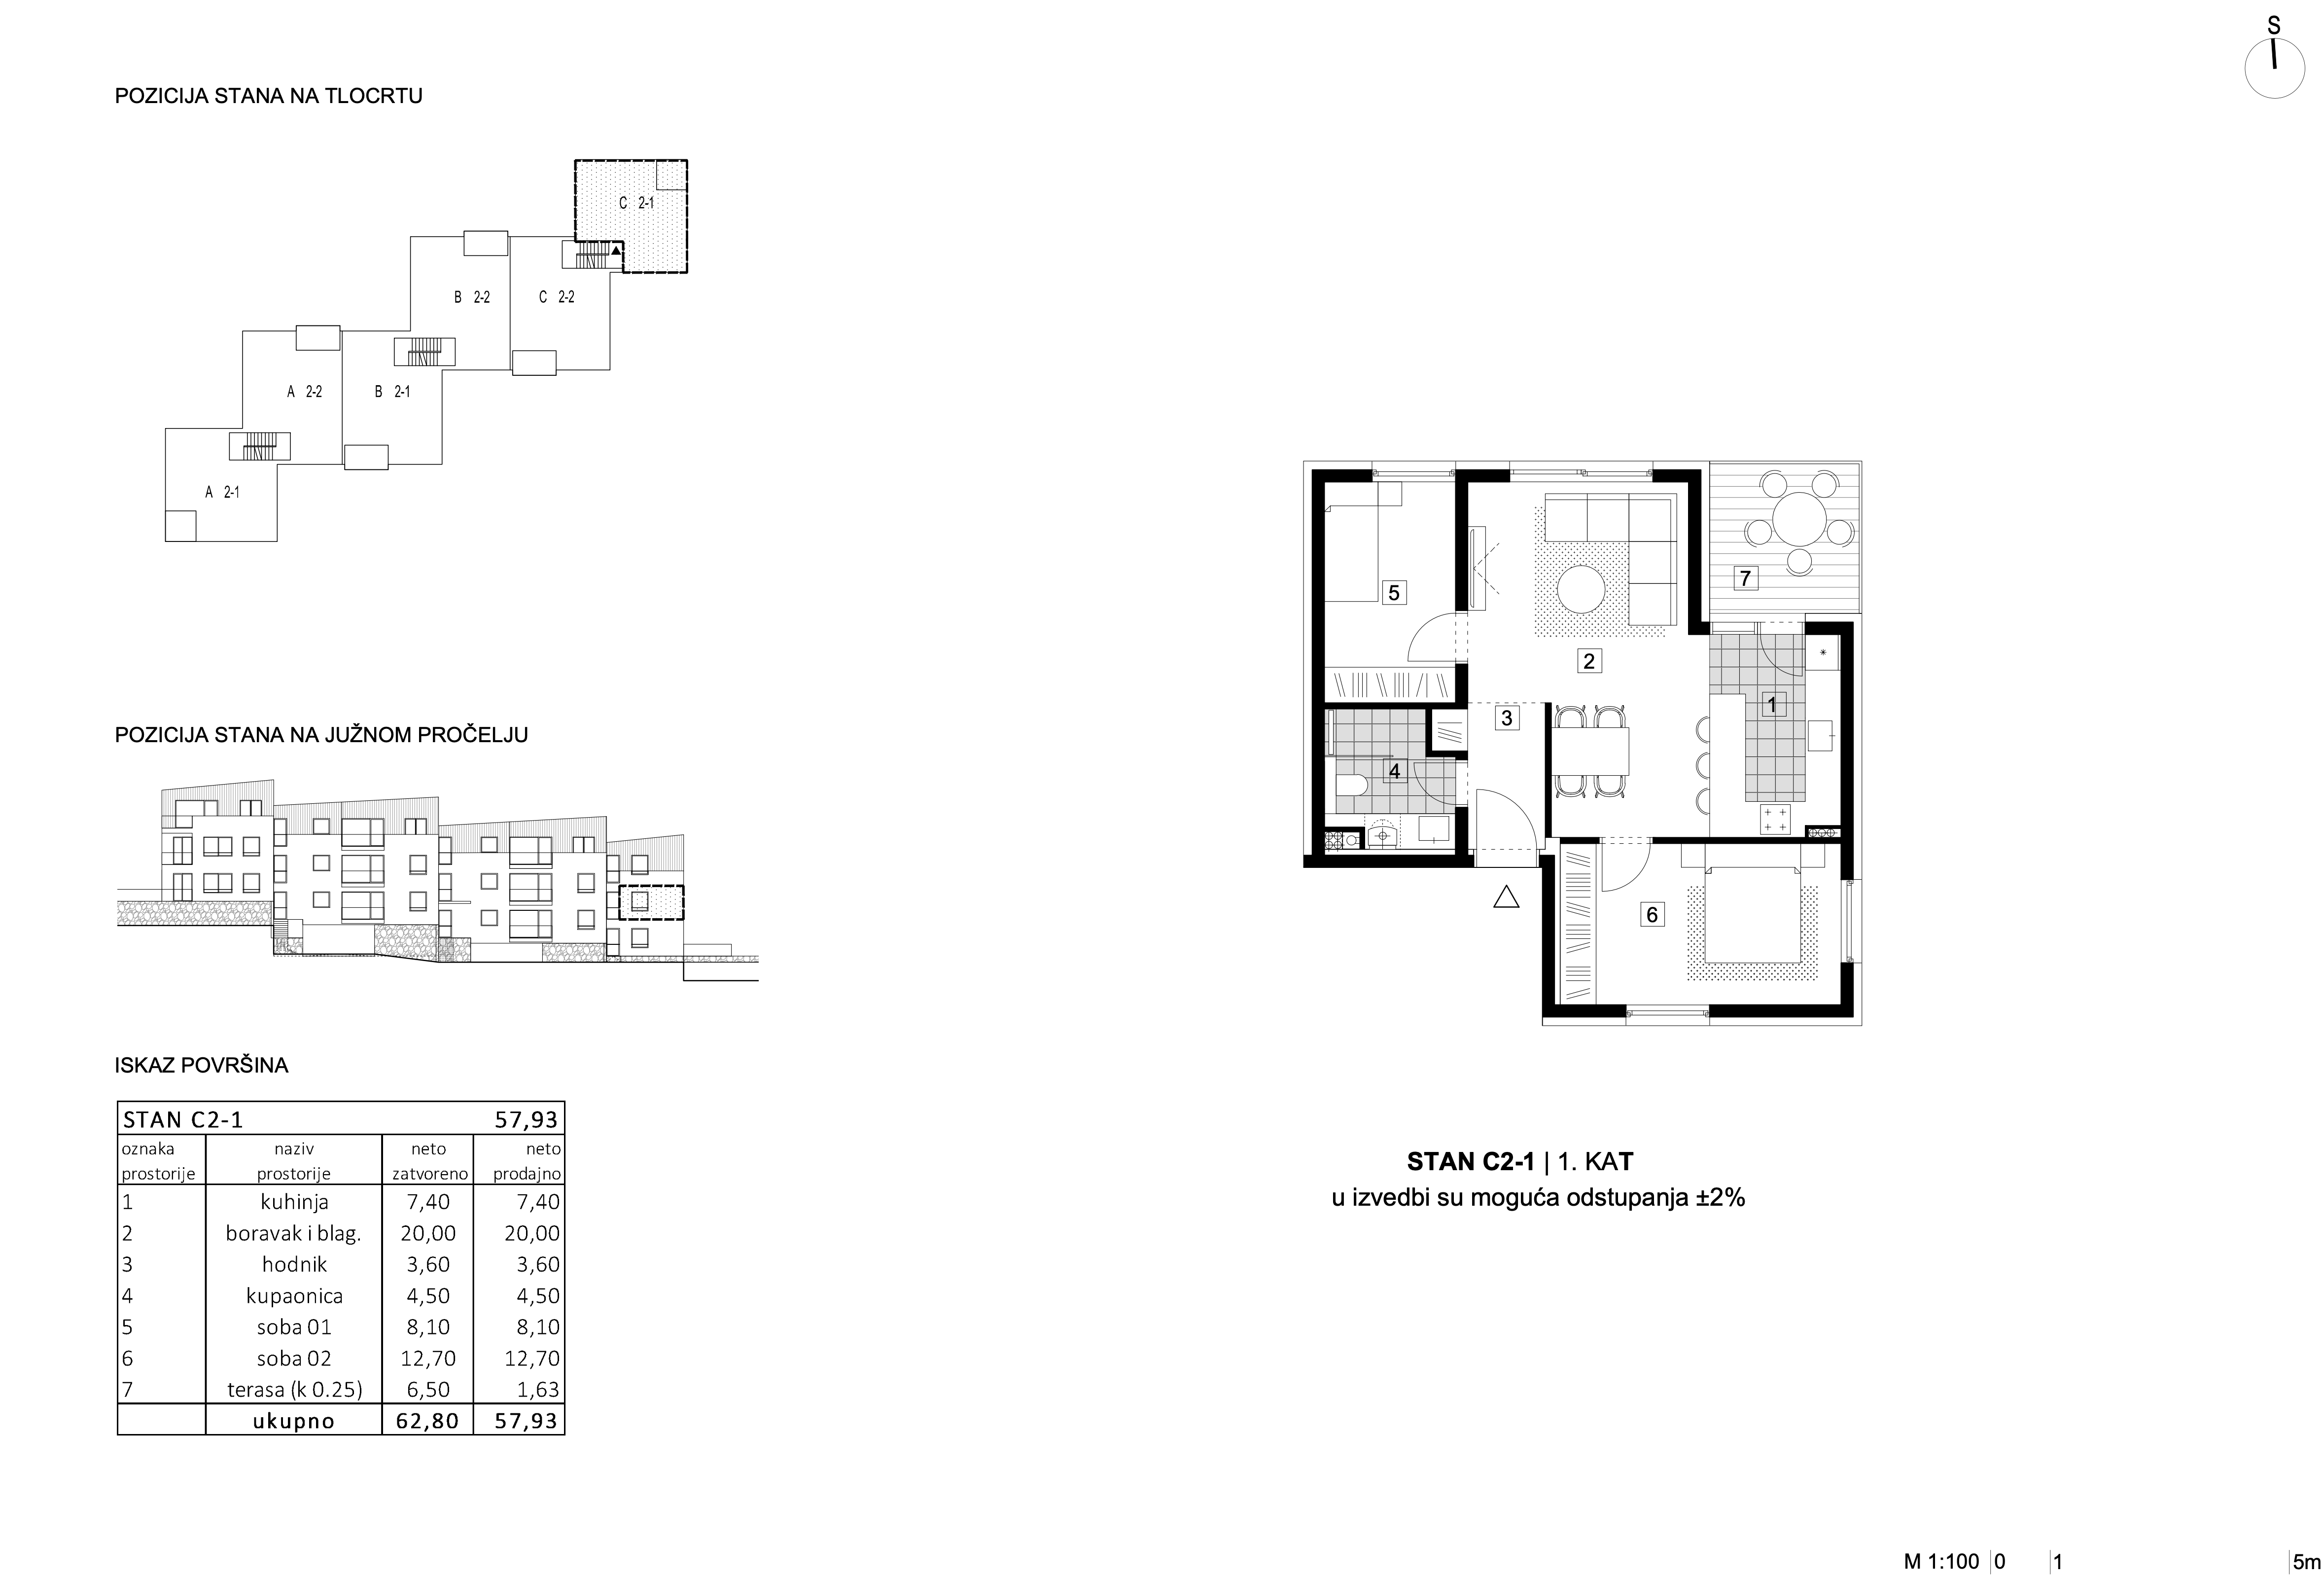 S
POZICIJA STANA NA TLOCRTU
C 2-1
B 2-2
C 2-2
A 2-2
B 2-1
A 2-1
POZICIJA STANA NA JUŽNOM PROČELJU
ISKAZ POVRŠINA
STAN C2-1 57,93
oznaka naziv neto neto
prostorije prostorije zatvoreno prodajno
1 kuhinja 7,40 7,40
2 boravak i blag. 20,00 20,00
3 hodnik 3,60 3,60
4 kupaonica 4,50 4,50
5 soba 01 8,10 8,10
6 soba 02 12,70 12,70
7 terasa (k 0.25) 6,50 1,63
ukupno 62,80 57,93
7
5
2
1
3
4
6
STAN C2-1 | 1. KAT
u izvedbi su moguća odstupanja ±2%
M 1:100 0 1 5m